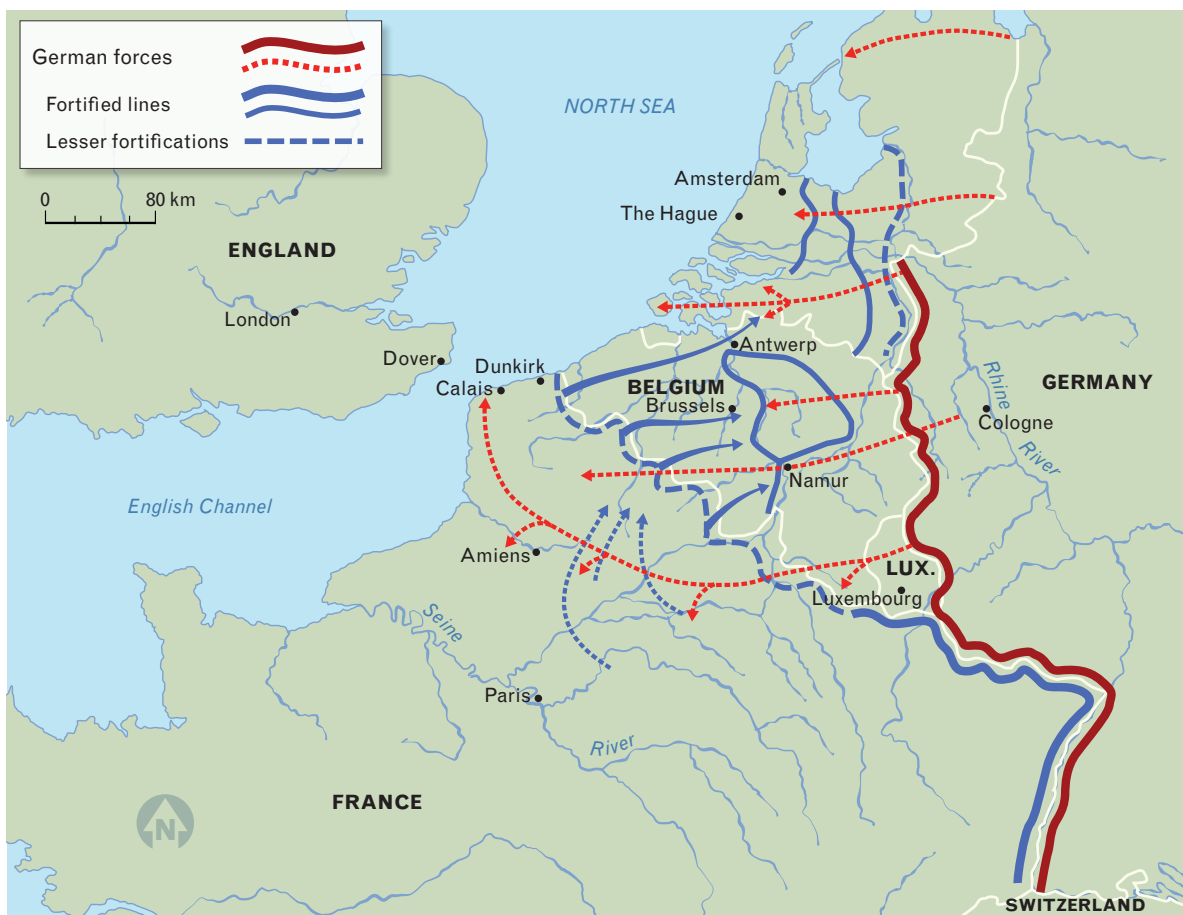 German forces
Fortified lines
Lesser fortifications
0 80 km
NORTH SEA
Amsterdam
The Hague
ENGLAND
London
Dover
Dunkirk
Calais
Antwerp
BELGIUM
Brussels
GERMANY
Rhine
River
Cologne
Namur
English Channel
Amiens
LUX.
Luxembourg
Seine
River
Paris
FRANCE
N
SWITZERLAND